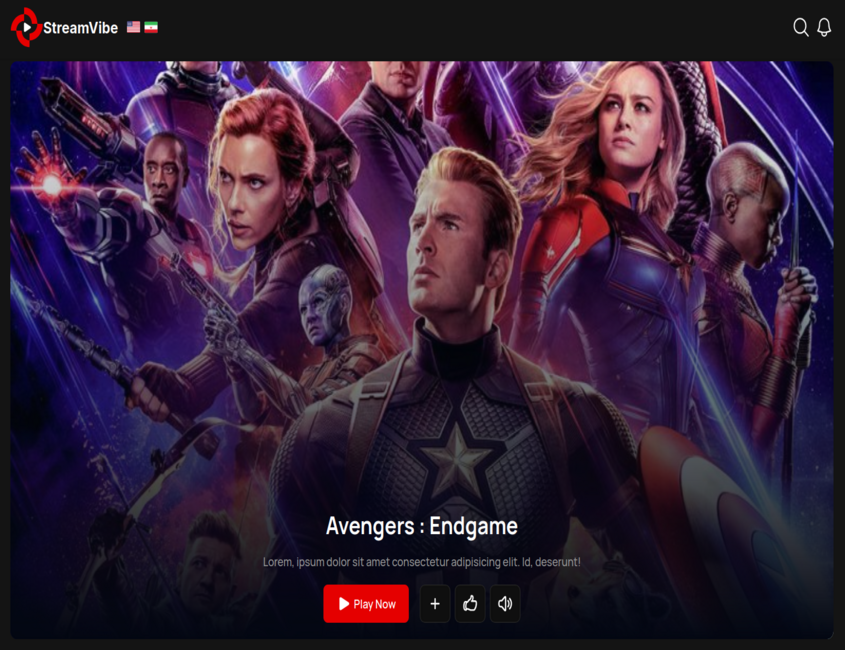 StreamVibe
Avengers : Endgame
Lorem, ipsum dolor sit amet consectetur adipisicing elit. Id, deserunt!
Play Now